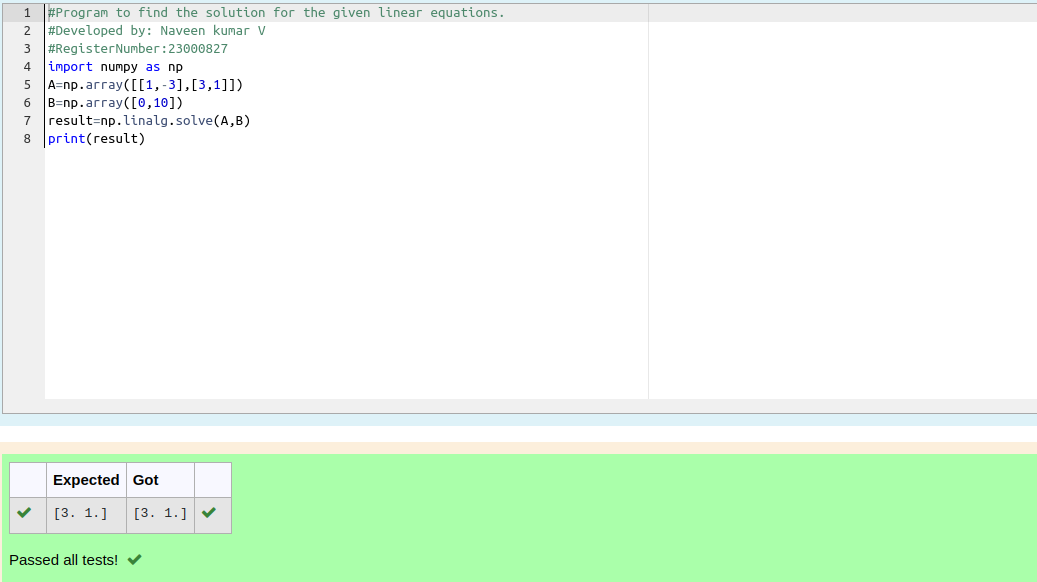 1 #Program to find the solution for the given linear equations.
2 #Developed by: Naveen kumar V
3 #RegisterNumber:23000827
4 import numpy as np
5 A=np.array([[1,-3],[3,1]])
6 B=np.array([0,10])
7 result=np.linalg.solve(A,B)
8 print(result)
Expected Got
[3. 1.] [3. 1.]
Passed all tests!